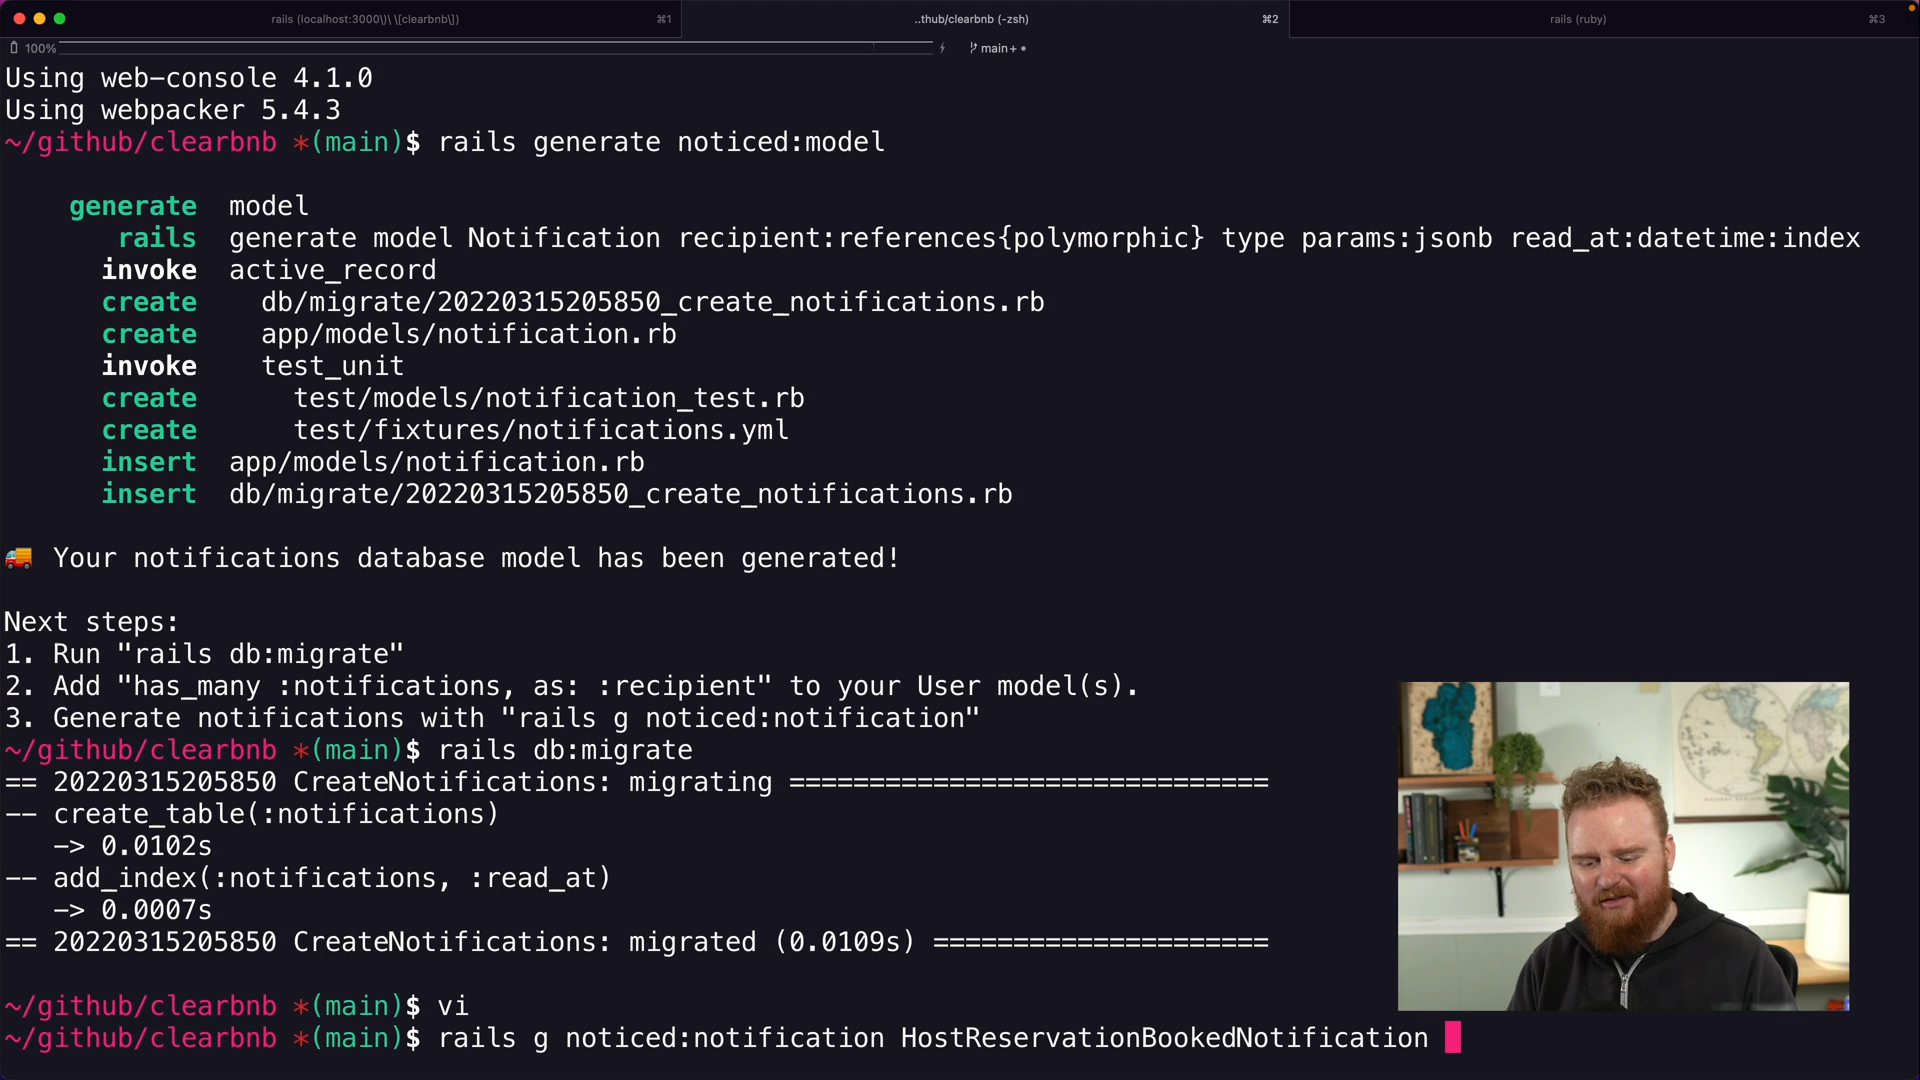 rails (localhost:3000\)\ \[clearbnb\])
⌘1
..thub/clearbnb (-zsh)
⌘2
rails (ruby)
⌘3
100%
main+ •
Using web-console 4.1.0
Using webpacker 5.4.3
~/github/clearbnb *(main)$ rails generate noticed:model
generate model
rails generate model Notification recipient:references{polymorphic} type params:jsonb read_at:datetime:index
invoke active_record
create db/migrate/20220315205850_create_notifications.rb
create app/models/notification.rb
invoke test_unit
create test/models/notification_test.rb
create test/fixtures/notifications.yml
insert app/models/notification.rb
insert db/migrate/20220315205850_create_notifications.rb
🚚 Your notifications database model has been generated!
Next steps:
1. Run "rails db:migrate"
2. Add "has_many :notifications, as: :recipient" to your User model(s).
3. Generate notifications with "rails g noticed:notification"
~/github/clearbnb *(main)$ rails db:migrate
== 20220315205850 CreateNotifications: migrating ==============================
-- create_table(:notifications)
-> 0.0102s
-- add_index(:notifications, :read_at)
-> 0.0007s
== 20220315205850 CreateNotifications: migrated (0.0109s) =====================
~/github/clearbnb *(main)$ vi
~/github/clearbnb *(main)$ rails g noticed:notification HostReservationBookedNotification